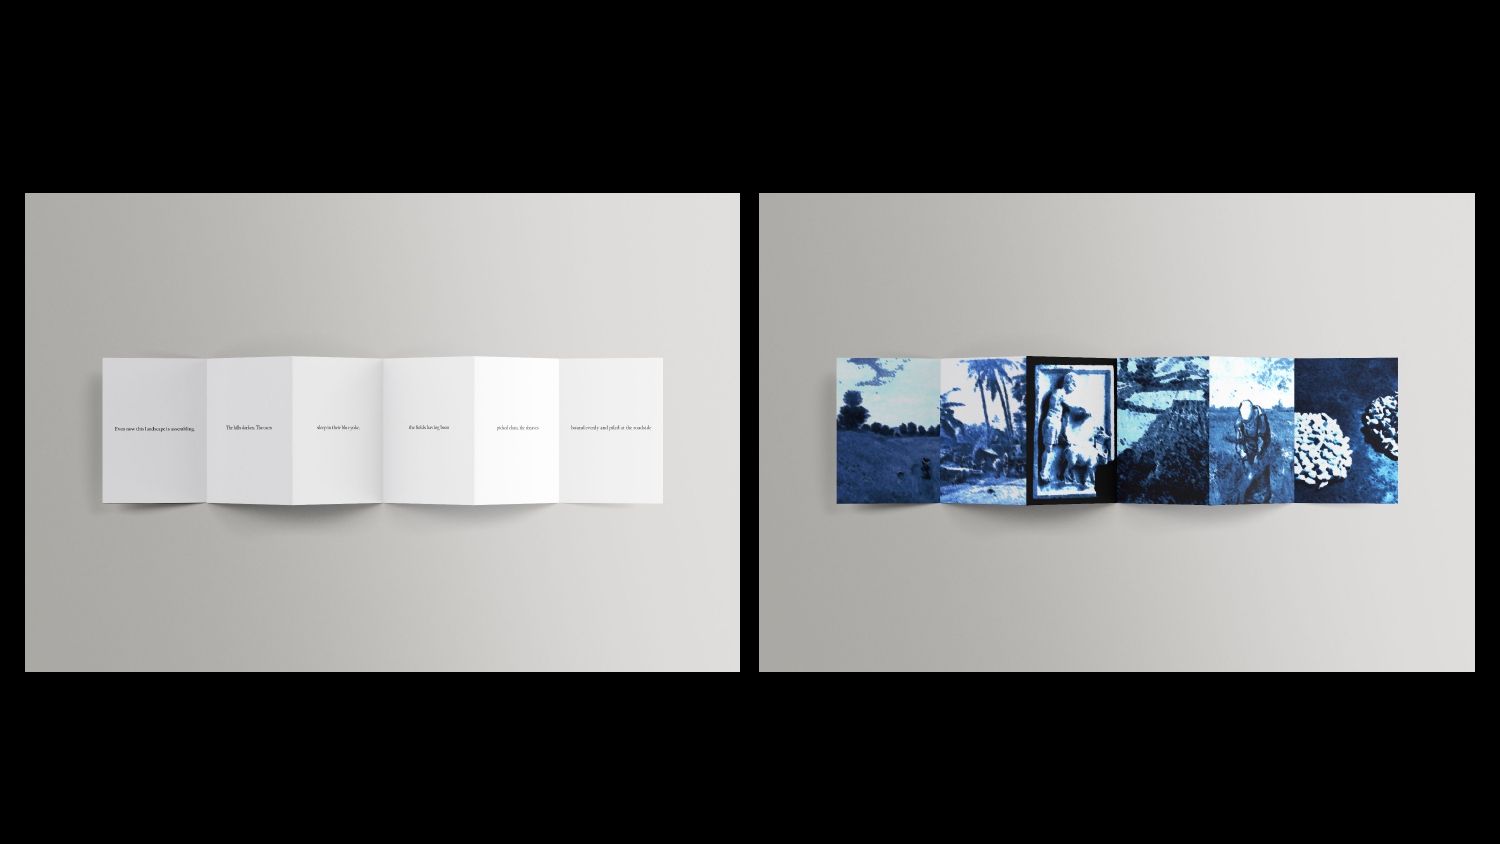 Even now this landscape is assembling.
The hills darken. The oxen
sleep in their blue yoke,
the fields having been
picked clean, the sheaves
bound evenly and piled at the roadside